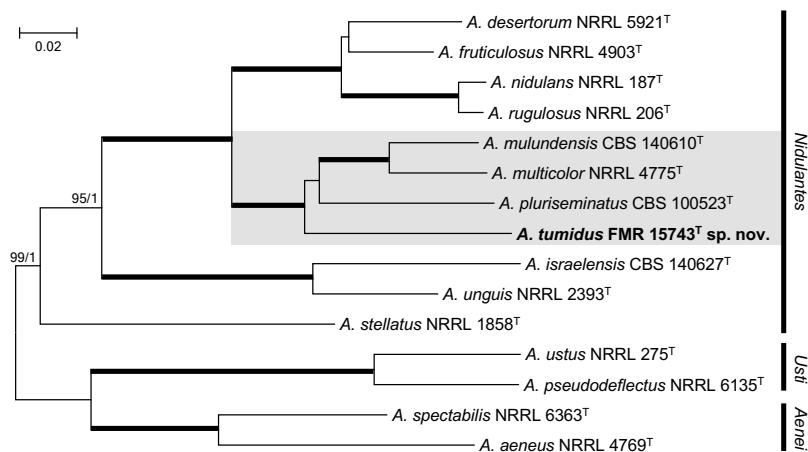 0.02
A. desertorum NRRL 5921ᵀ
A. fruticulosus NRRL 4903ᵀ
A. nidulans NRRL 187ᵀ
A. rugulosus NRRL 206ᵀ
A. mulundensis CBS 140610ᵀ
A. multicolor NRRL 4775ᵀ
A. pluriseminatus CBS 100523ᵀ
A. tumidus FMR 15743ᵀ sp. nov.
A. israelensis CBS 140627ᵀ
A. unguis NRRL 2393ᵀ
A. stellatus NRRL 1858ᵀ
A. ustus NRRL 275ᵀ
A. pseudodeflectus NRRL 6135ᵀ
A. spectabilis NRRL 6363ᵀ
A. aeneus NRRL 4769ᵀ
95/1
99/1
Nidulantes
Usti
Aenei